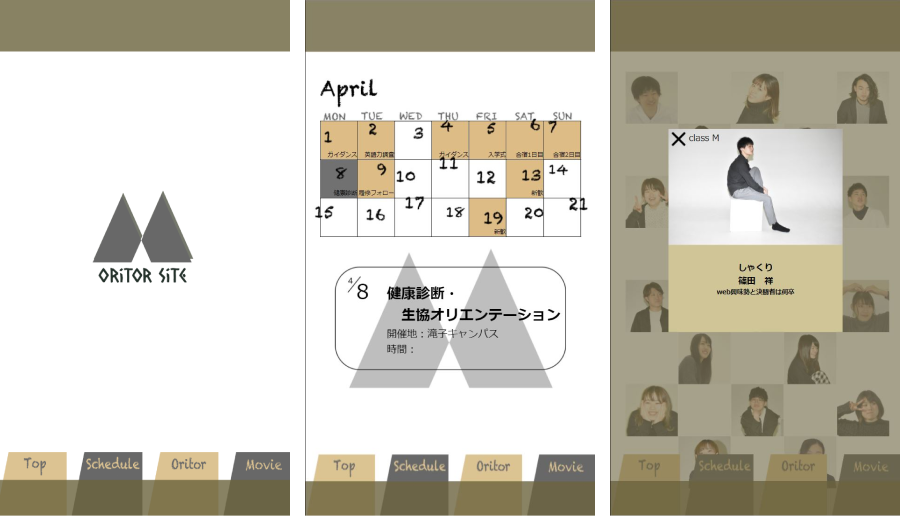 ORITOR SITE
Top Schedule Oritor Movie
April
MON TUE WED THU FRI SAT SUN
1 2 3 4 5 6 7
ガイダンス 英語力調査 ガイダンス 入学式 合宿1日目 合宿2日目
8 9 10 11 12 13 14
健康診断 履修フォロー 新歓
15 16 17 18 19 20 21
新歓
4/8
健康診断・
生協オリエンテーション
開催地：滝子キャンパス
時間：
Top Schedule Oritor Movie
class M
しゃくり
篠田 祥
web興味勢と決闘者は何卒
Top Schedule Oritor Movie